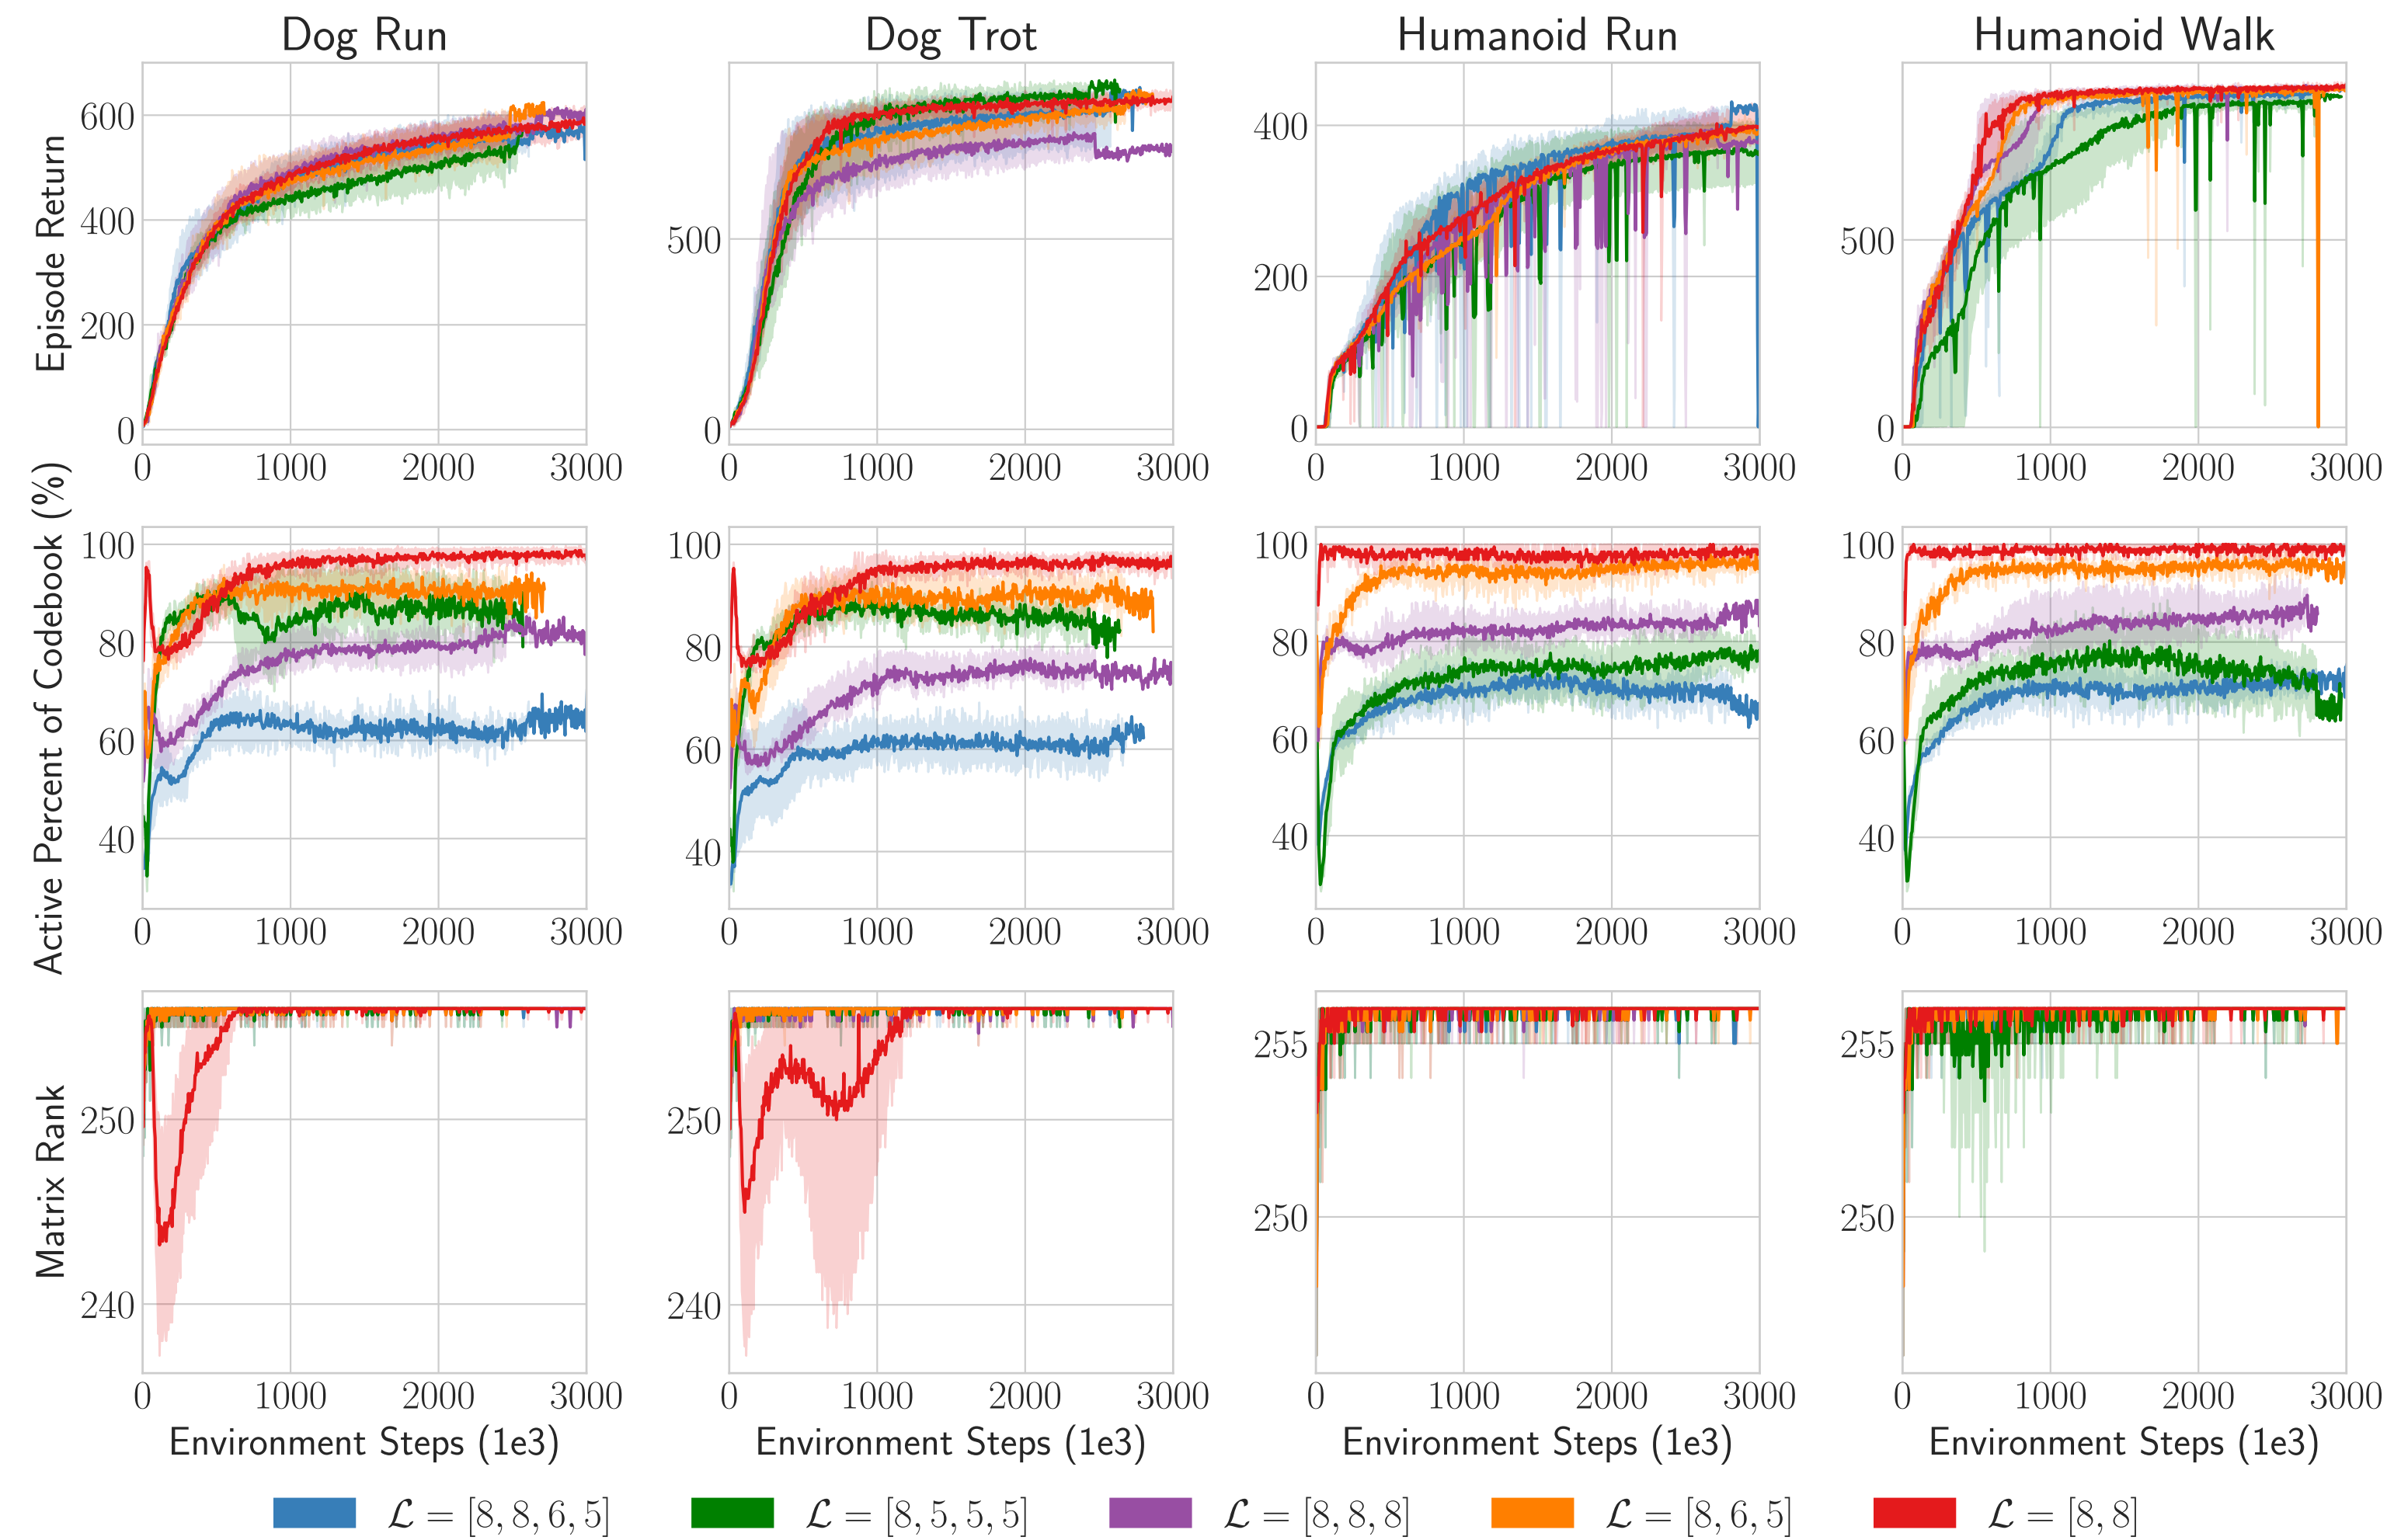 Dog Run
Dog Trot
Humanoid Run
Humanoid Walk
Episode Return
600
400
200
0
0 1000 2000 3000
500
0
0 1000 2000 3000
400
200
0
0 1000 2000 3000
500
0
0 1000 2000 3000
Active Percent of Codebook (%)
100
80
60
40
0 1000 2000 3000
100
80
60
40
0 1000 2000 3000
100
80
60
40
0 1000 2000 3000
100
80
60
40
0 1000 2000 3000
Matrix Rank
250
240
0 1000 2000 3000
Environment Steps (1e3)
250
240
0 1000 2000 3000
Environment Steps (1e3)
255
250
0 1000 2000 3000
Environment Steps (1e3)
255
250
0 1000 2000 3000
Environment Steps (1e3)
ℒ = [8, 8, 6, 5]
ℒ = [8, 5, 5, 5]
ℒ = [8, 8, 8]
ℒ = [8, 6, 5]
ℒ = [8, 8]